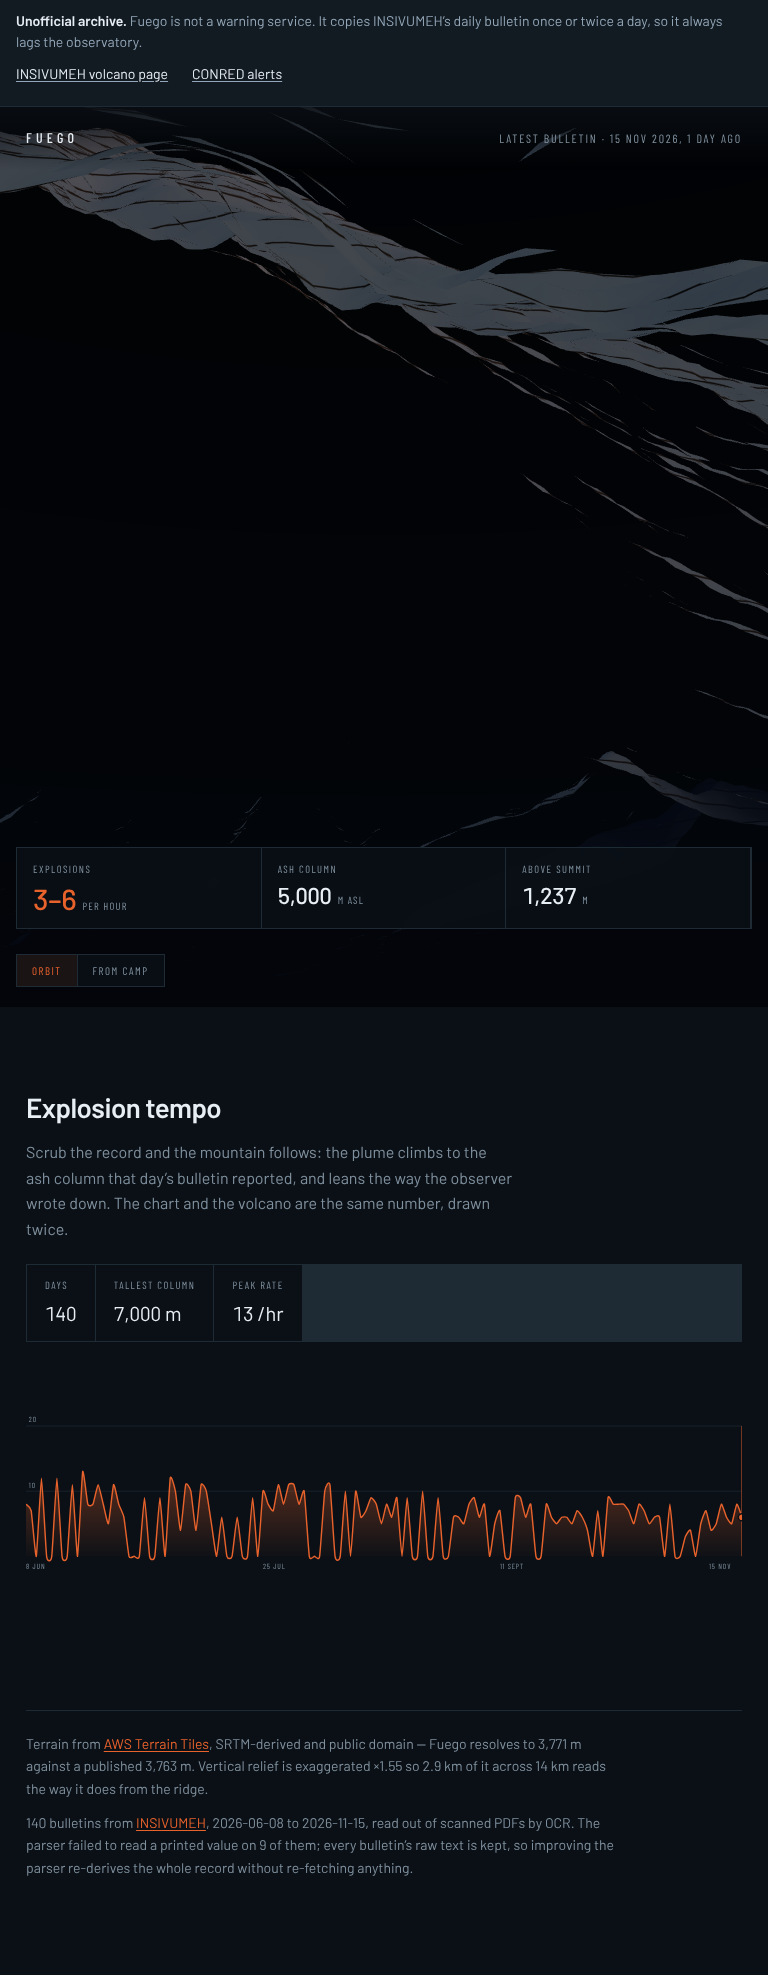 Unofficial archive. Fuego is not a warning service. It copies INSIVUMEH's daily bulletin once or twice a day, so it always
lags the observatory.
INSIVUMEH volcano page CONRED alerts
FUEGO LATEST BULLETIN · 15 NOV 2026, 1 DAY AGO
EXPLOSIONS ASH COLUMN ABOVE SUMMIT
3–6 PER HOUR 5,000 M ASL 1,237 M
ORBIT FROM CAMP
Explosion tempo
Scrub the record and the mountain follows: the plume climbs to the
ash column that day's bulletin reported, and leans the way the observer
wrote down. The chart and the volcano are the same number, drawn
twice.
DAYS TALLEST COLUMN PEAK RATE
140 7,000 m 13 /hr
20
10
8 JUN 25 JUL 11 SEPT 15 NOV
Terrain from AWS Terrain Tiles, SRTM-derived and public domain — Fuego resolves to 3,771 m
against a published 3,763 m. Vertical relief is exaggerated ×1.55 so 2.9 km of it across 14 km reads
the way it does from the ridge.
140 bulletins from INSIVUMEH, 2026-06-08 to 2026-11-15, read out of scanned PDFs by OCR. The
parser failed to read a printed value on 9 of them; every bulletin's raw text is kept, so improving the
parser re-derives the whole record without re-fetching anything.